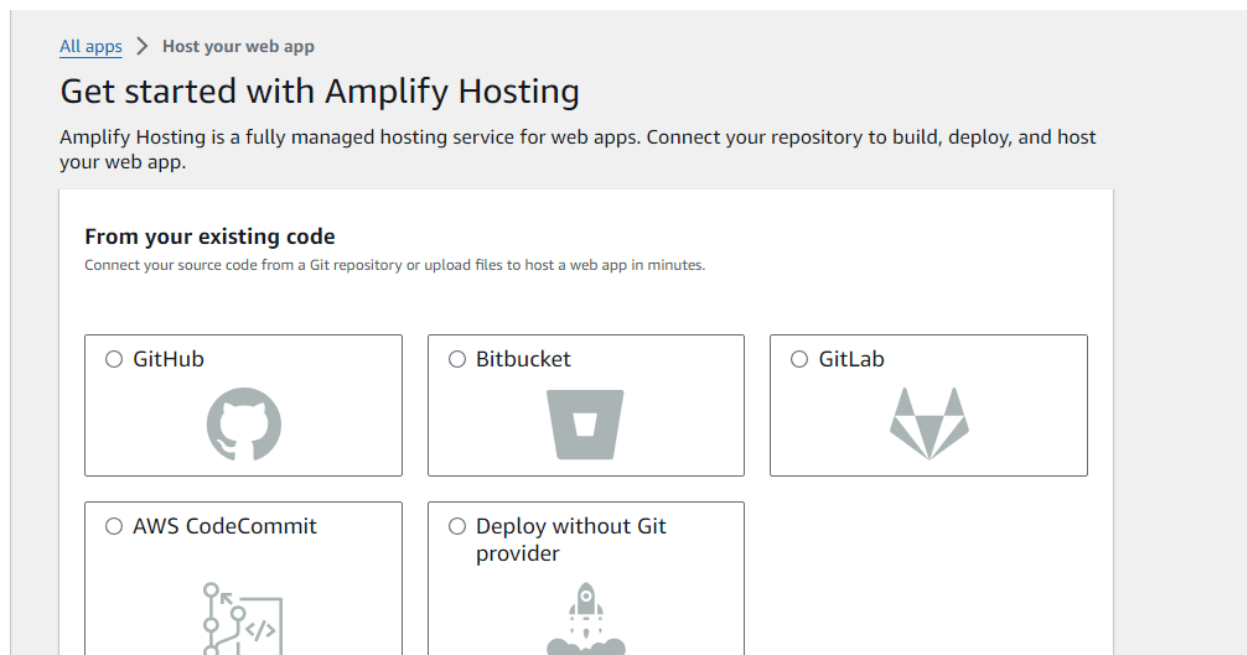 All apps > Host your web app
Get started with Amplify Hosting
Amplify Hosting is a fully managed hosting service for web apps. Connect your repository to build, deploy, and host
your web app.
From your existing code
Connect your source code from a Git repository or upload files to host a web app in minutes.
GitHub
Bitbucket
GitLab
AWS CodeCommit
Deploy without Git
provider
</>